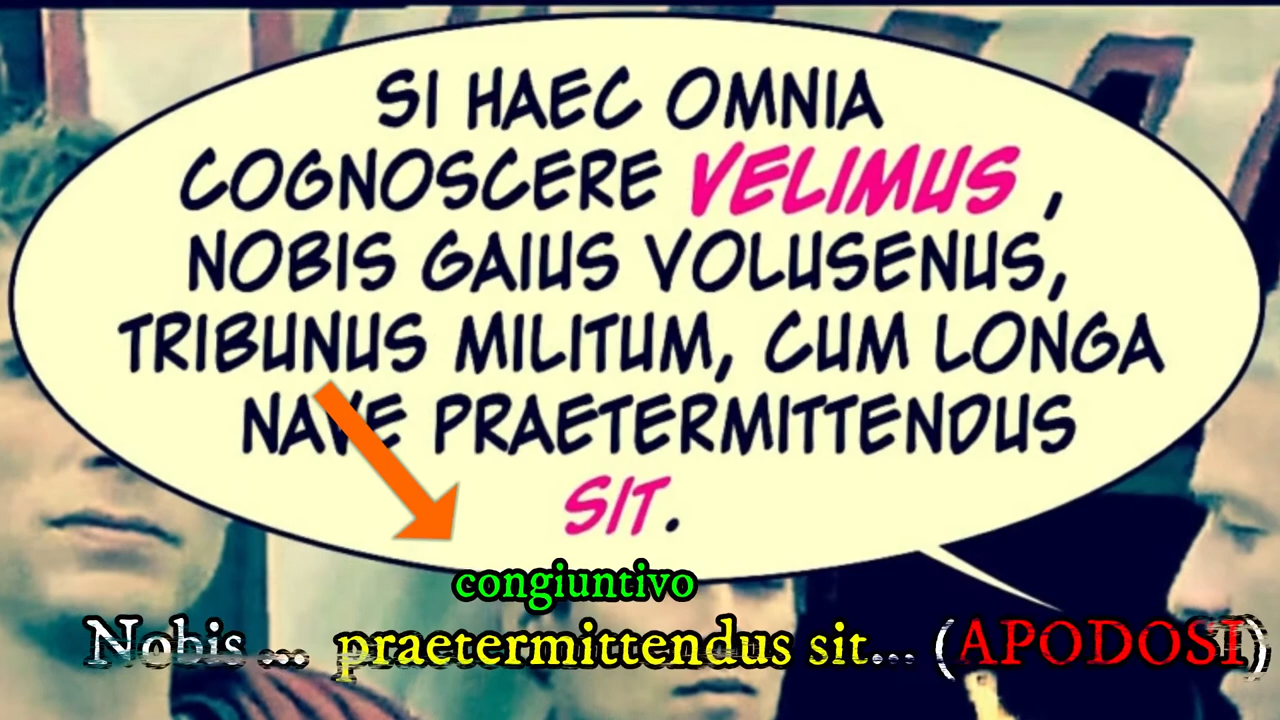 SI HAEC OMNIA
COGNOSCERE VELIMUS ,
NOBIS GAIUS VOLUSENUS,
TRIBUNUS MILITUM, CUM LONGA
NAVE PRAETERMITTENDUS
SIT.
congiuntivo
Nobis ... praetermittendus sit... (APODOSI)